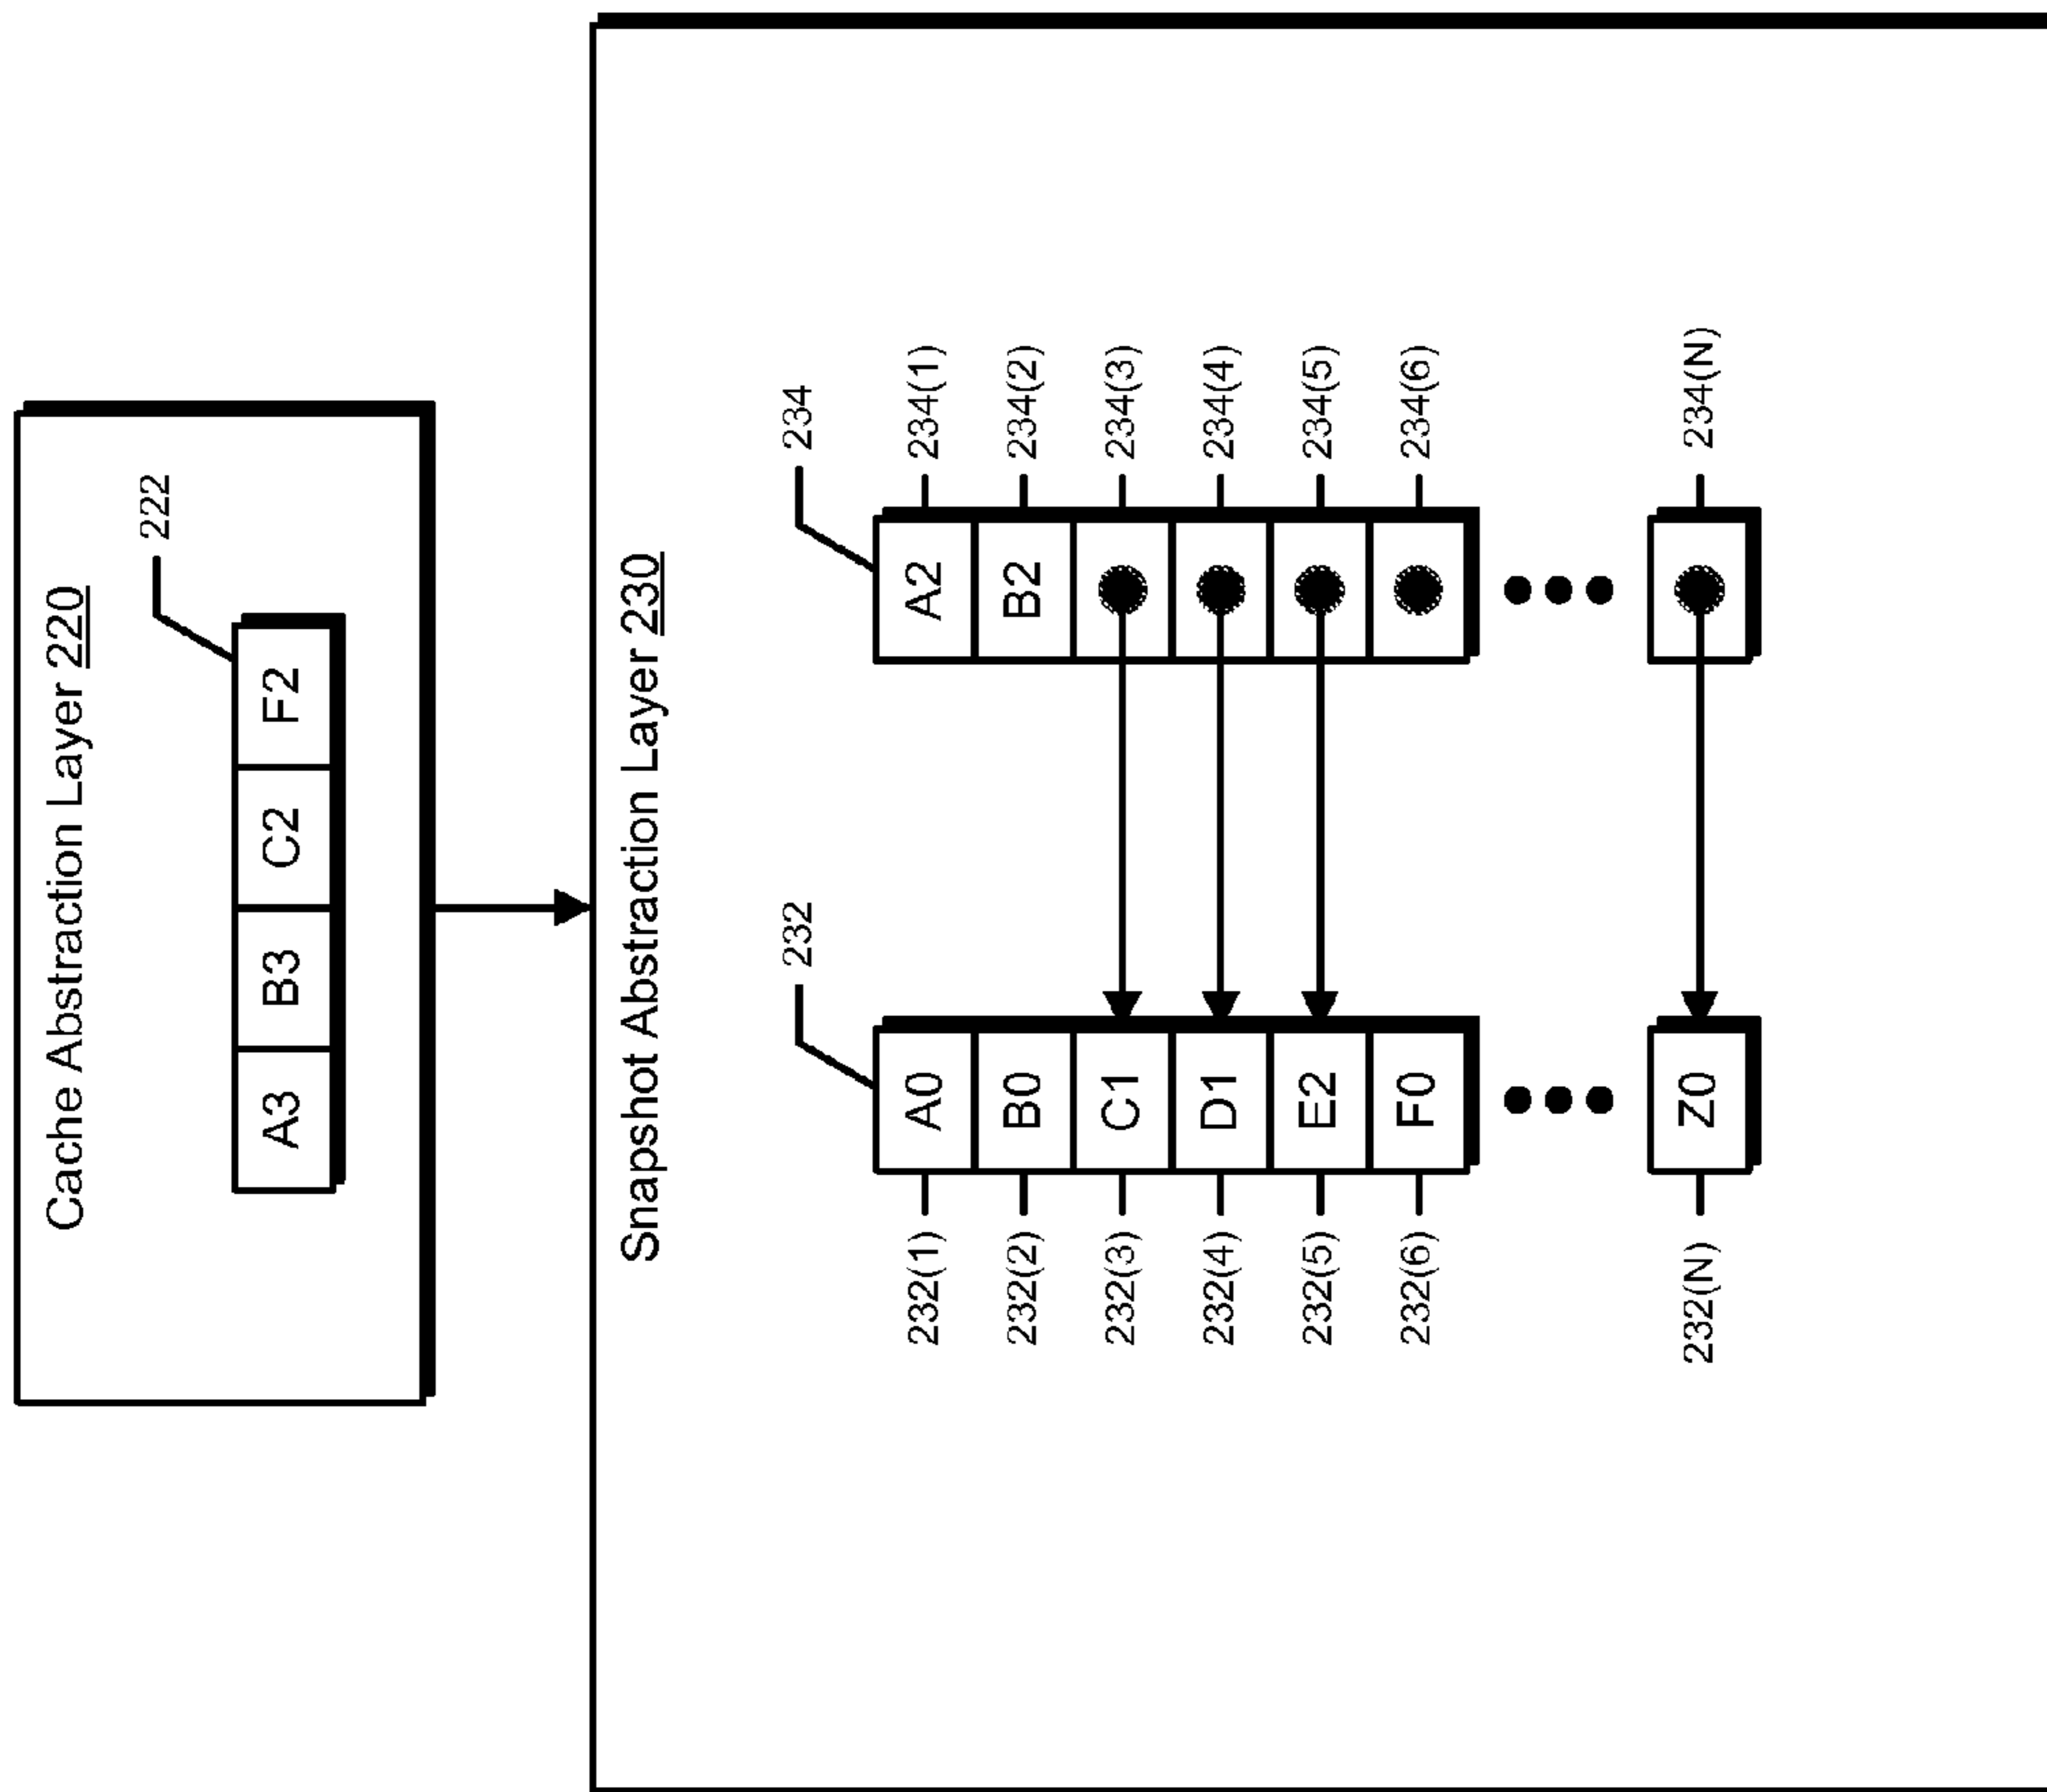 Cache Abstraction Layer 220
222
A3 B3 C2 F2
Snapshot Abstraction Layer 230
232
234
232(1) A0 A2 234(1)
232(2) B0 B2 234(2)
232(3) C1 234(3)
232(4) D1 234(4)
232(5) E2 234(5)
232(6) F0 234(6)
232(N) Z0 234(N)